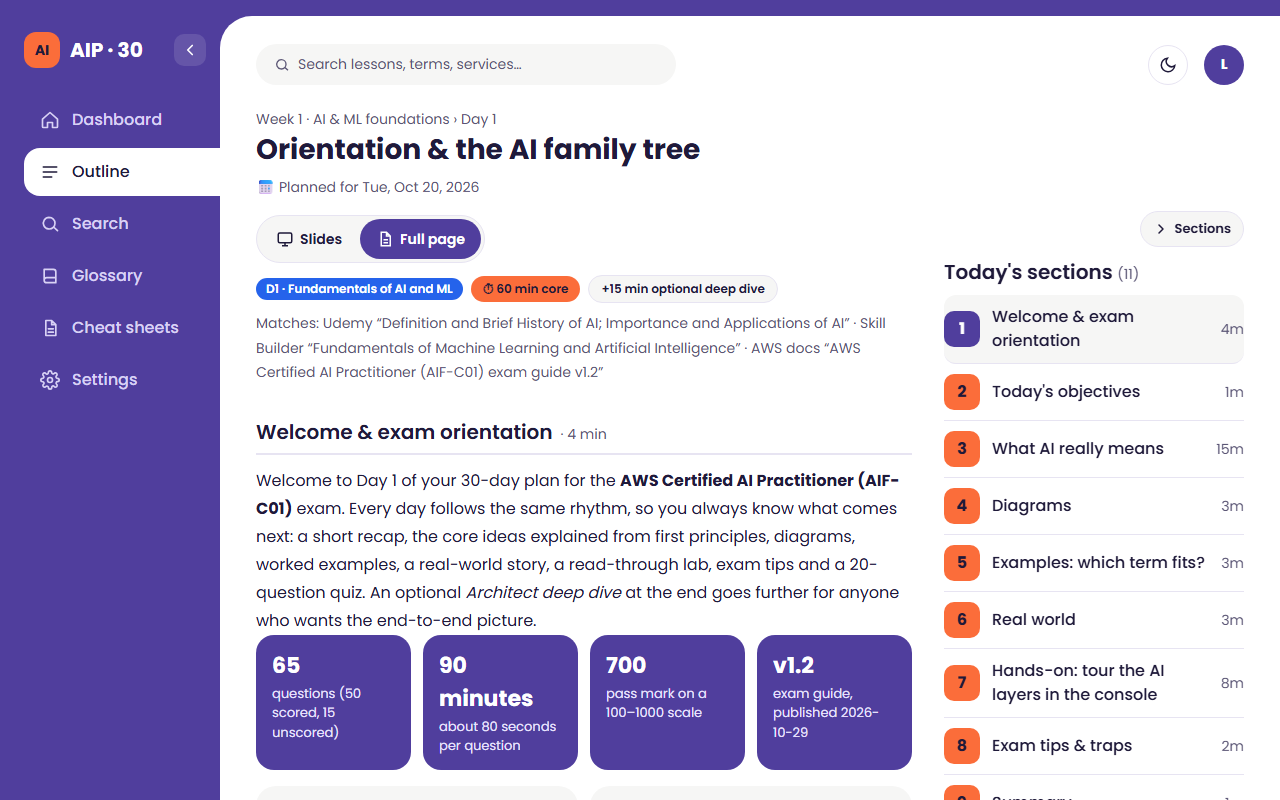 AI AIP · 30
Dashboard
Outline
Search
Glossary
Cheat sheets
Settings
Search lessons, terms, services…
L
Week 1 · AI & ML foundations › Day 1
Orientation & the AI family tree
Planned for Tue, Oct 20, 2026
Slides
Full page
D1 · Fundamentals of AI and ML
⏱ 60 min core
+15 min optional deep dive
Matches: Udemy “Definition and Brief History of AI; Importance and Applications of AI” · Skill
Builder “Fundamentals of Machine Learning and Artificial Intelligence” · AWS docs “AWS
Certified AI Practitioner (AIF-C01) exam guide v1.2”
Welcome & exam orientation · 4 min
Welcome to Day 1 of your 30-day plan for the AWS Certified AI Practitioner (AIF-
C01) exam. Every day follows the same rhythm, so you always know what comes
next: a short recap, the core ideas explained from first principles, diagrams,
worked examples, a real-world story, a read-through lab, exam tips and a 20-
question quiz. An optional Architect deep dive at the end goes further for anyone
who wants the end-to-end picture.
65
questions (50
scored, 15
unscored)
90
minutes
about 80 seconds
per question
700
pass mark on a
100–1000 scale
v1.2
exam guide,
published 2026-
10-29
Sections
Today's sections (11)
1 Welcome & exam
orientation 4m
2 Today's objectives 1m
3 What AI really means 15m
4 Diagrams 3m
5 Examples: which term fits? 3m
6 Real world 3m
7 Hands-on: tour the AI
layers in the console 8m
8 Exam tips & traps 2m